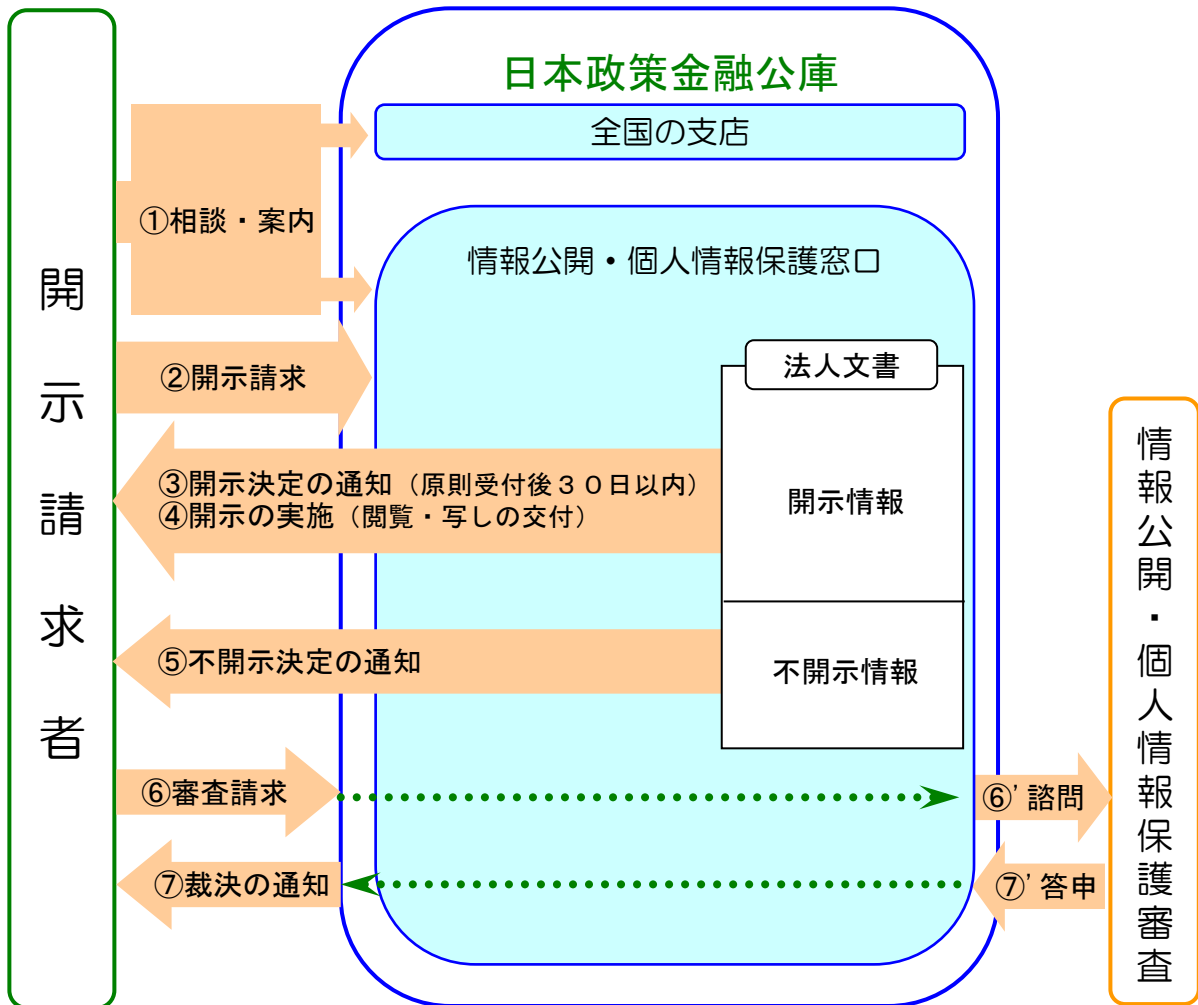 日本政策金融公庫
全国の支店
①相談・案内
情報公開・個人情報保護窓口
開示請求者
②開示請求
法人文書
③開示決定の通知（原則受付後３０日以内）
④開示の実施（閲覧・写しの交付）
開示情報
⑤不開示決定の通知
不開示情報
⑥審査請求
⑥’諮問
⑦裁決の通知
⑦’答申
情報公開・個人情報保護審査